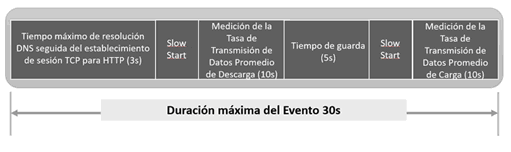 Tiempo máximo de resolución
DNS seguida del establecimiento
de sesión TCP para HTTP (3s)
Slow
Start
Medición de la
Tasa de
Transmisión de
Datos Promedio
de Descarga (10s)
Tiempo de guarda
(5s)
Slow
Start
Medición de la
Tasa de
Transmisión de
Datos Promedio
de Carga (10s)
Duración máxima del Evento 30s